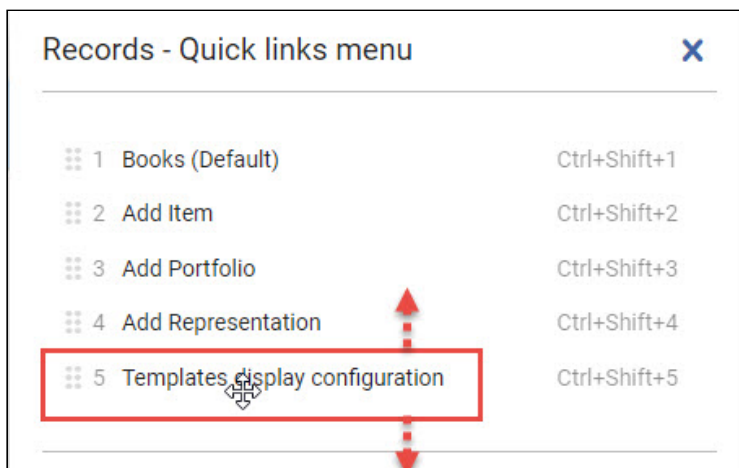 Records - Quick links menu
1 Books (Default) Ctrl+Shift+1
2 Add Item Ctrl+Shift+2
3 Add Portfolio Ctrl+Shift+3
4 Add Representation Ctrl+Shift+4
5 Templates display configuration Ctrl+Shift+5